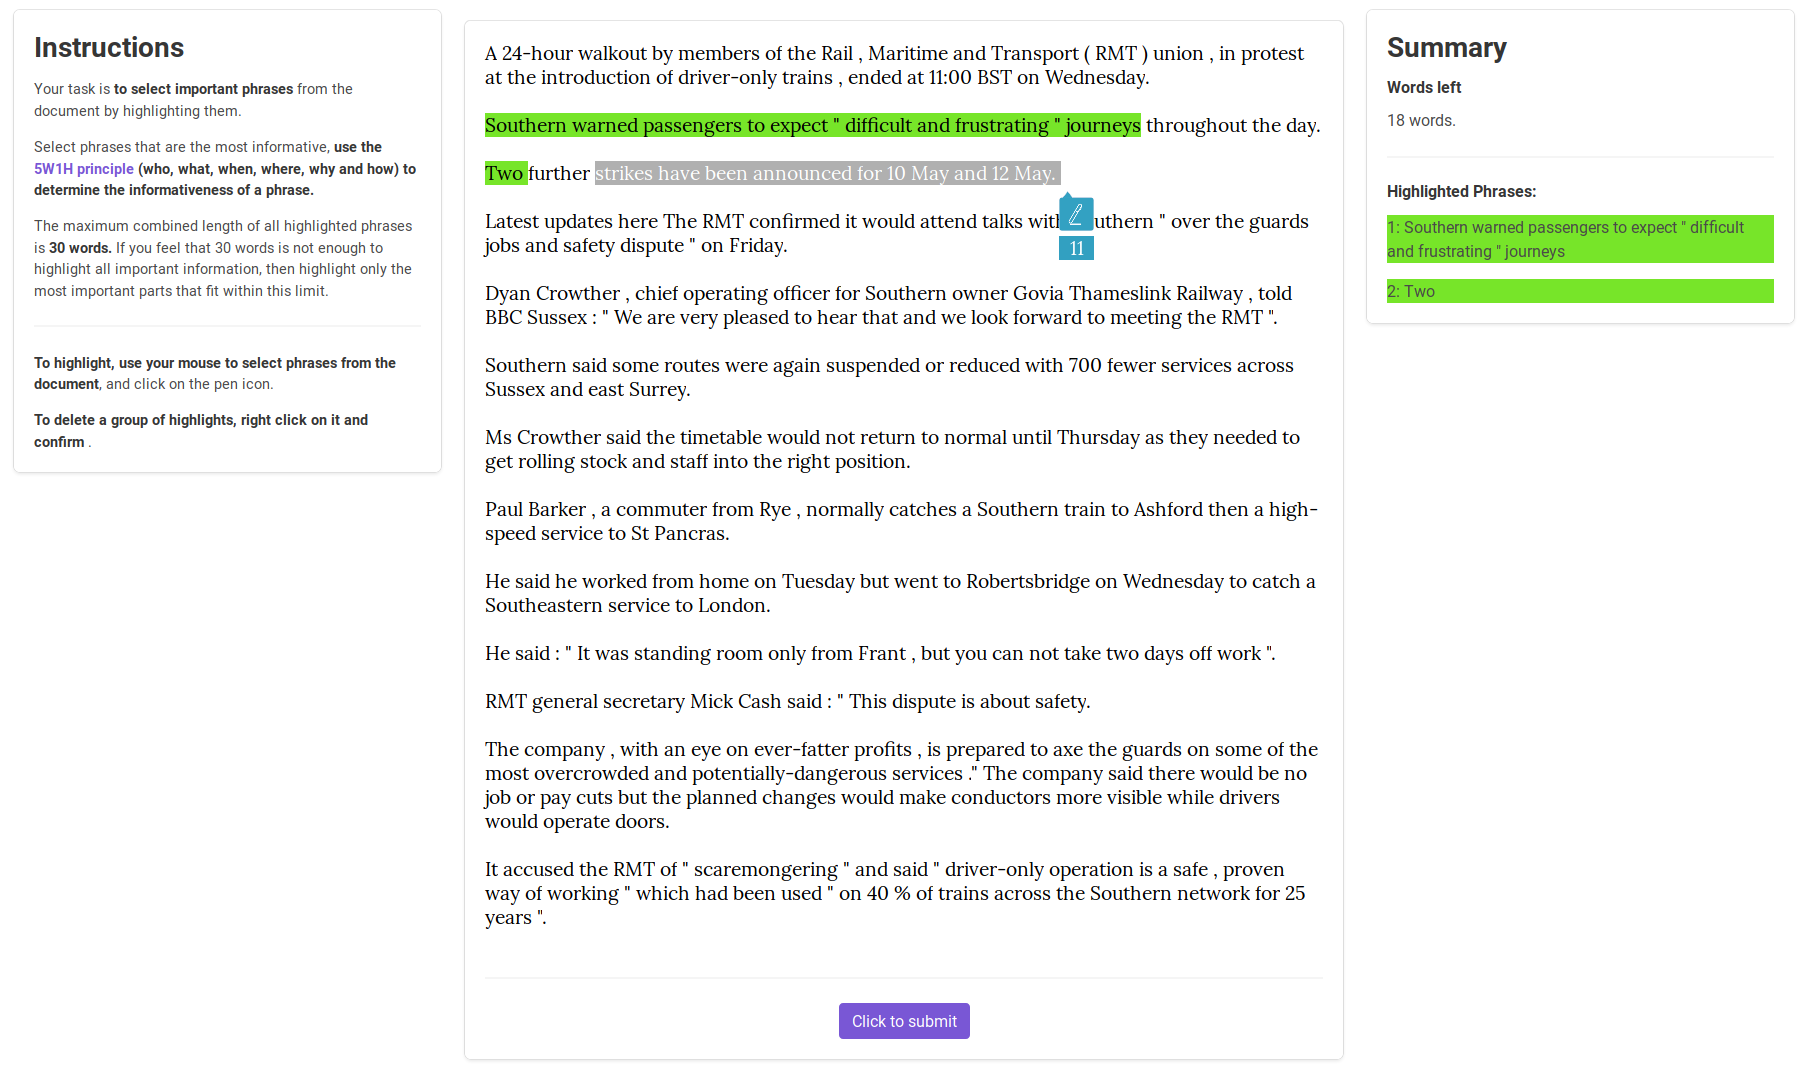 Instructions
Your task is to select important phrases from the
document by highlighting them.
Select phrases that are the most informative, use the
5W1H principle (who, what, when, where, why and how) to
determine the informativeness of a phrase.
The maximum combined length of all highlighted phrases
is 30 words. If you feel that 30 words is not enough to
highlight all important information, then highlight only the
most important parts that fit within this limit.
To highlight, use your mouse to select phrases from the
document, and click on the pen icon.
To delete a group of highlights, right click on it and
confirm .
A 24-hour walkout by members of the Rail , Maritime and Transport ( RMT ) union , in protest
at the introduction of driver-only trains , ended at 11:00 BST on Wednesday.
Southern warned passengers to expect " difficult and frustrating " journeys throughout the day.
Two further strikes have been announced for 10 May and 12 May.
Latest updates here The RMT confirmed it would attend talks with uthern " over the guards
jobs and safety dispute " on Friday.
11
Dyan Crowther , chief operating officer for Southern owner Govia Thameslink Railway , told
BBC Sussex : " We are very pleased to hear that and we look forward to meeting the RMT ".
Southern said some routes were again suspended or reduced with 700 fewer services across
Sussex and east Surrey.
Ms Crowther said the timetable would not return to normal until Thursday as they needed to
get rolling stock and staff into the right position.
Paul Barker , a commuter from Rye , normally catches a Southern train to Ashford then a high-
speed service to St Pancras.
He said he worked from home on Tuesday but went to Robertsbridge on Wednesday to catch a
Southeastern service to London.
He said : " It was standing room only from Frant , but you can not take two days off work ".
RMT general secretary Mick Cash said : " This dispute is about safety.
The company , with an eye on ever-fatter profits , is prepared to axe the guards on some of the
most overcrowded and potentially-dangerous services ." The company said there would be no
job or pay cuts but the planned changes would make conductors more visible while drivers
would operate doors.
It accused the RMT of " scaremongering " and said " driver-only operation is a safe , proven
way of working " which had been used " on 40 % of trains across the Southern network for 25
years ".
Click to submit
Summary
Words left
18 words.
Highlighted Phrases:
1: Southern warned passengers to expect " difficult
and frustrating " journeys
2: Two